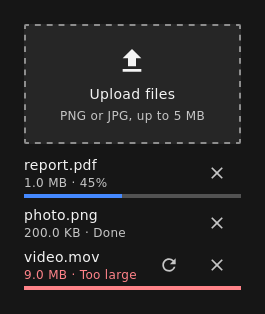 Upload files
PNG or JPG, up to 5 MB
report.pdf
1.0 MB · 45%
photo.png
200.0 KB · Done
video.mov
9.0 MB · Too large